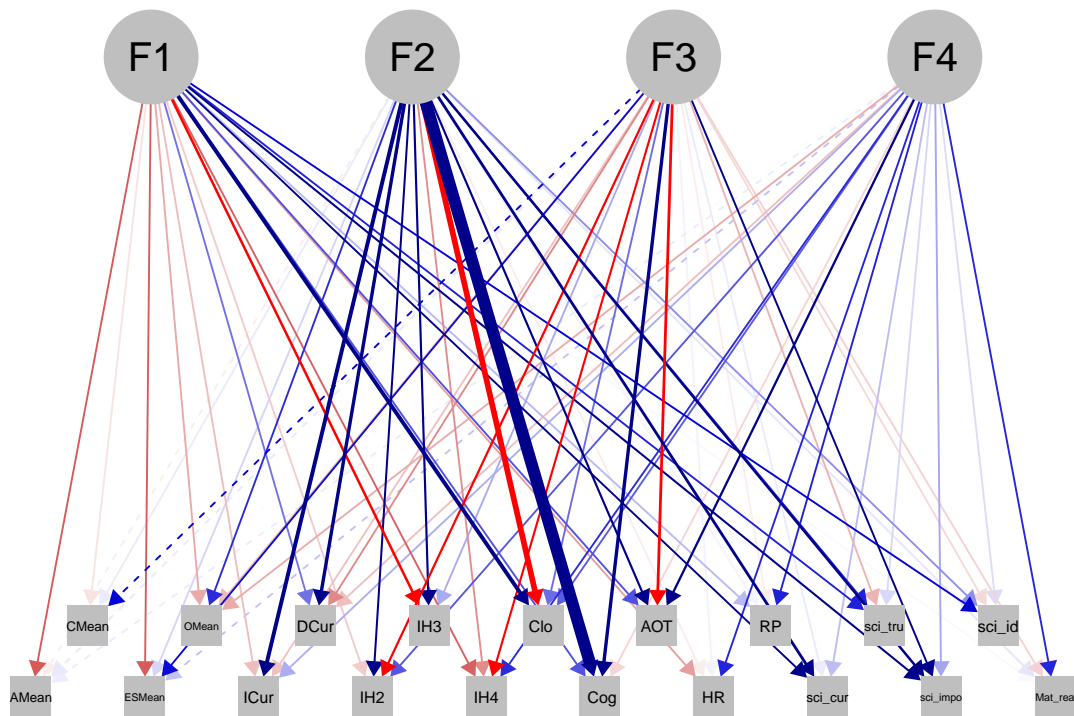 F1 F2 F3 F4
CMean OMean DCur IH3 Clo AOT RP sci_tru sci_id
AMean ESMean ICur IH2 IH4 Cog HR sci_cur sci_impo Mat_rea